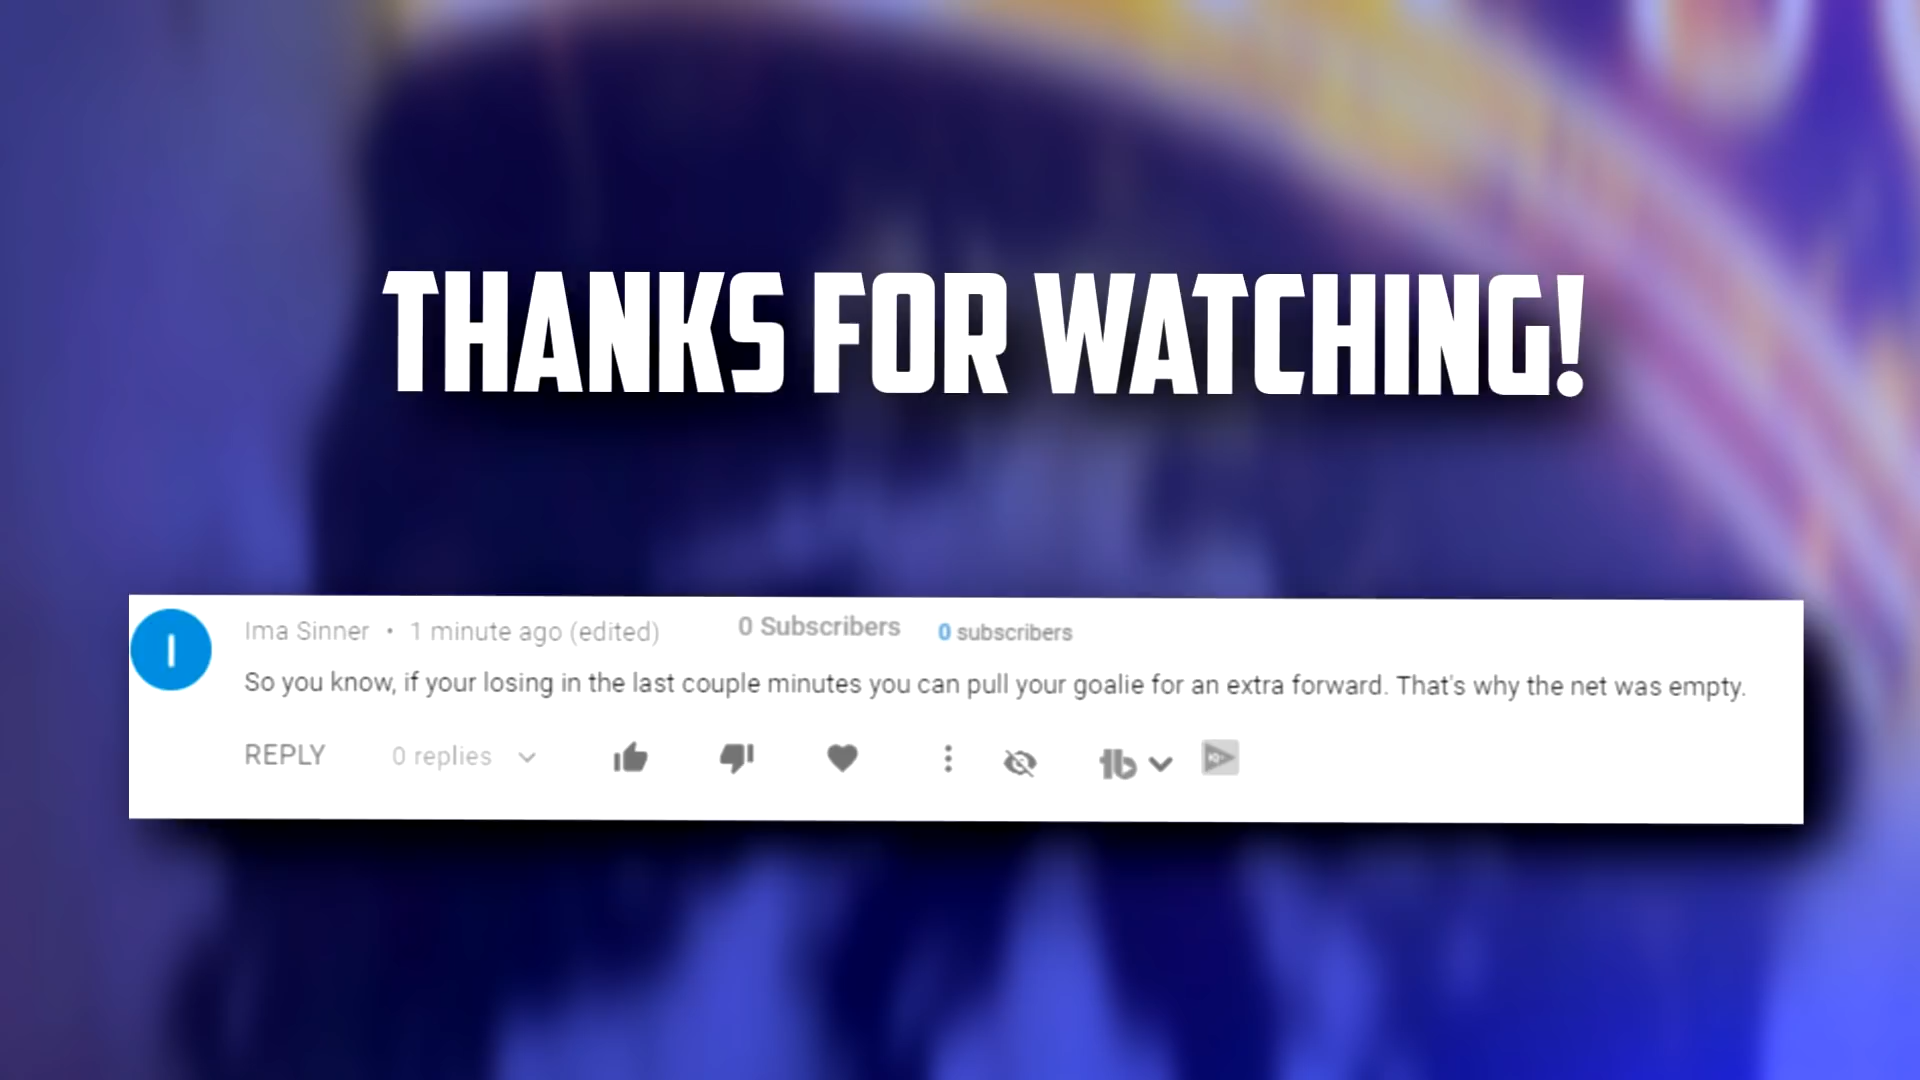 THANKS FOR WATCHING!
I
Ima Sinner • 1 minute ago (edited) 0 Subscribers 0 subscribers
So you know, if your losing in the last couple minutes you can pull your goalie for an extra forward. That's why the net was empty.
REPLY 0 replies